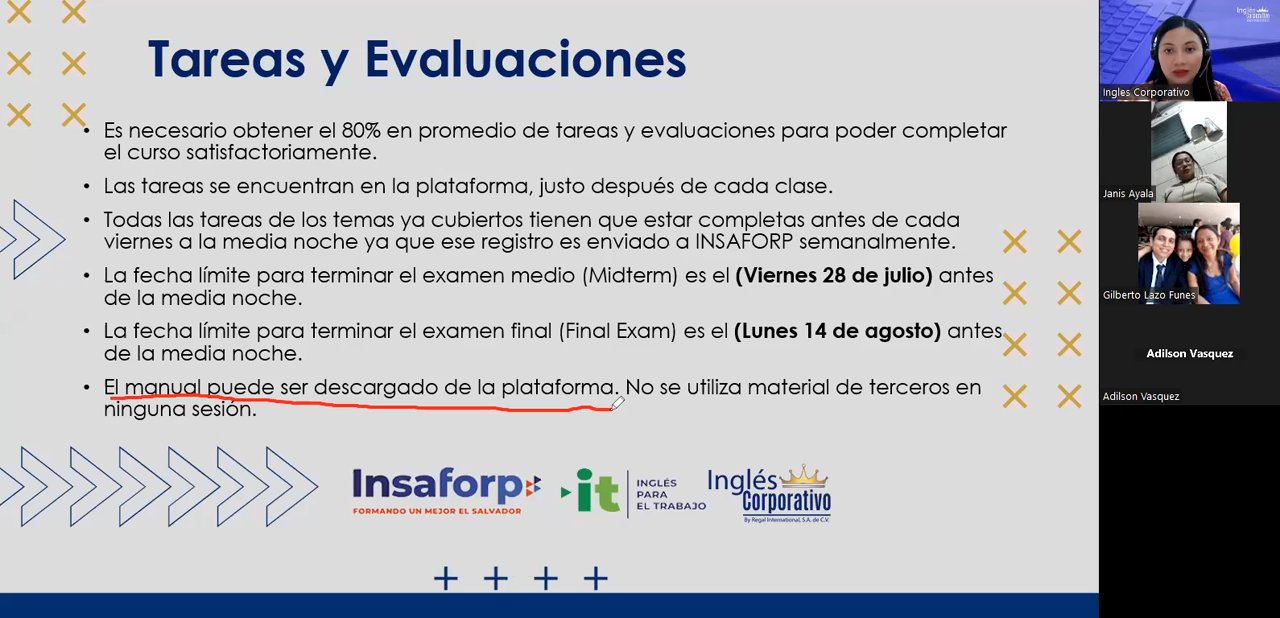 Tareas y Evaluaciones
• Es necesario obtener el 80% en promedio de tareas y evaluaciones para poder completar
el curso satisfactoriamente.
• Las tareas se encuentran en la plataforma, justo después de cada clase.
• Todas las tareas de los temas ya cubiertos tienen que estar completas antes de cada
viernes a la media noche ya que ese registro es enviado a INSAFORP semanalmente.
• La fecha límite para terminar el examen medio (Midterm) es el (Viernes 28 de julio) antes
de la media noche.
• La fecha límite para terminar el examen final (Final Exam) es el (Lunes 14 de agosto) antes
de la media noche.
• El manual puede ser descargado de la plataforma. No se utiliza material de terceros en
ninguna sesión.
Insaforp
FORMANDO UN MEJOR EL SALVADOR
it
INGLÉS
PARA
EL TRABAJO
Inglés
Corporativo
By Regal International, S.A. de C.V.
Inglés
Corporativo
Ingles Corporativo
Janis Ayala
Gilberto Lazo Funes
Adilson Vasquez
Adilson Vasquez